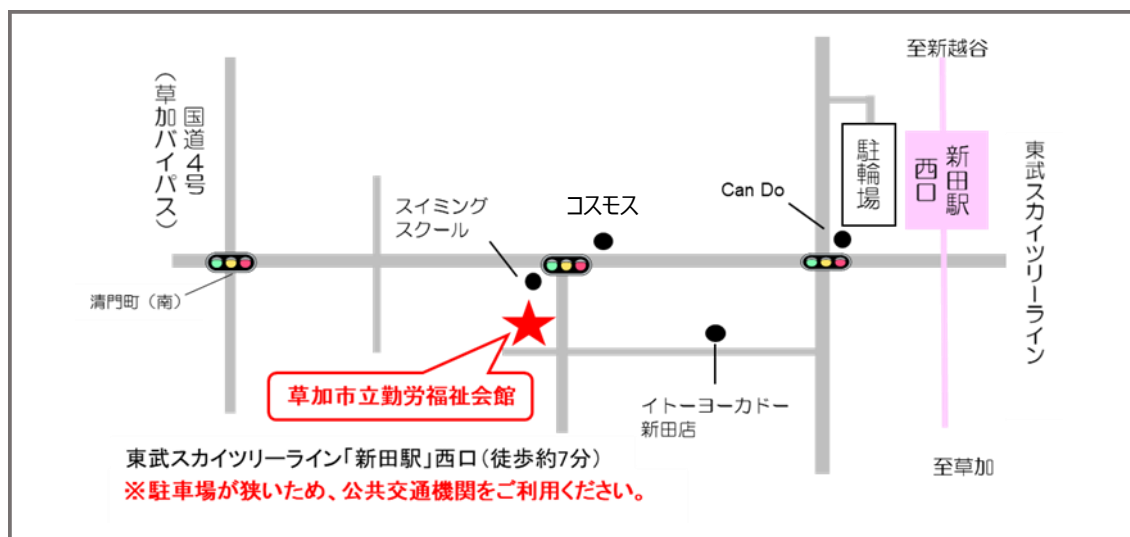 国道4号
（草加バイパス）
清門町（南）
スイミング
スクール
コスモス
Can Do
駐輪場
至新越谷
新田駅
西口
東武スカイツリーライン
草加市立勤労福祉会館
イトーヨーカドー
新田店
至草加
東武スカイツリーライン「新田駅」西口（徒歩約7分）
※駐車場が狭いため、公共交通機関をご利用ください。